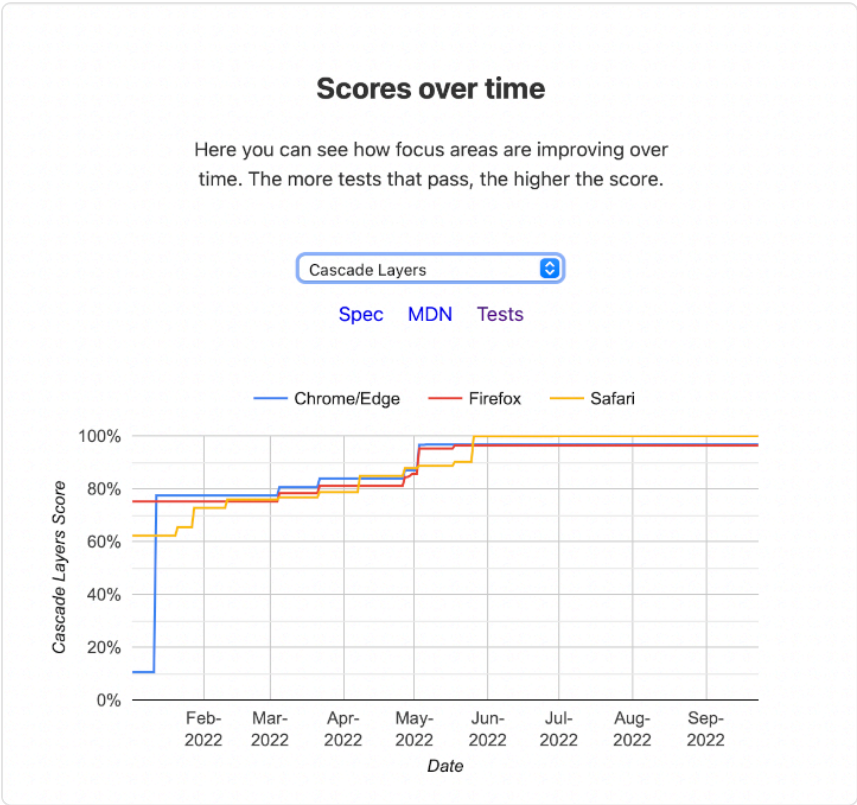 Scores over time
Here you can see how focus areas are improving over
time. The more tests that pass, the higher the score.
Cascade Layers
Spec MDN Tests
Chrome/Edge Firefox Safari
100%
80%
60%
40%
20%
0%
Cascade Layers Score
Feb-2022 Mar-2022 Apr-2022 May-2022 Jun-2022 Jul-2022 Aug-2022 Sep-2022
Date